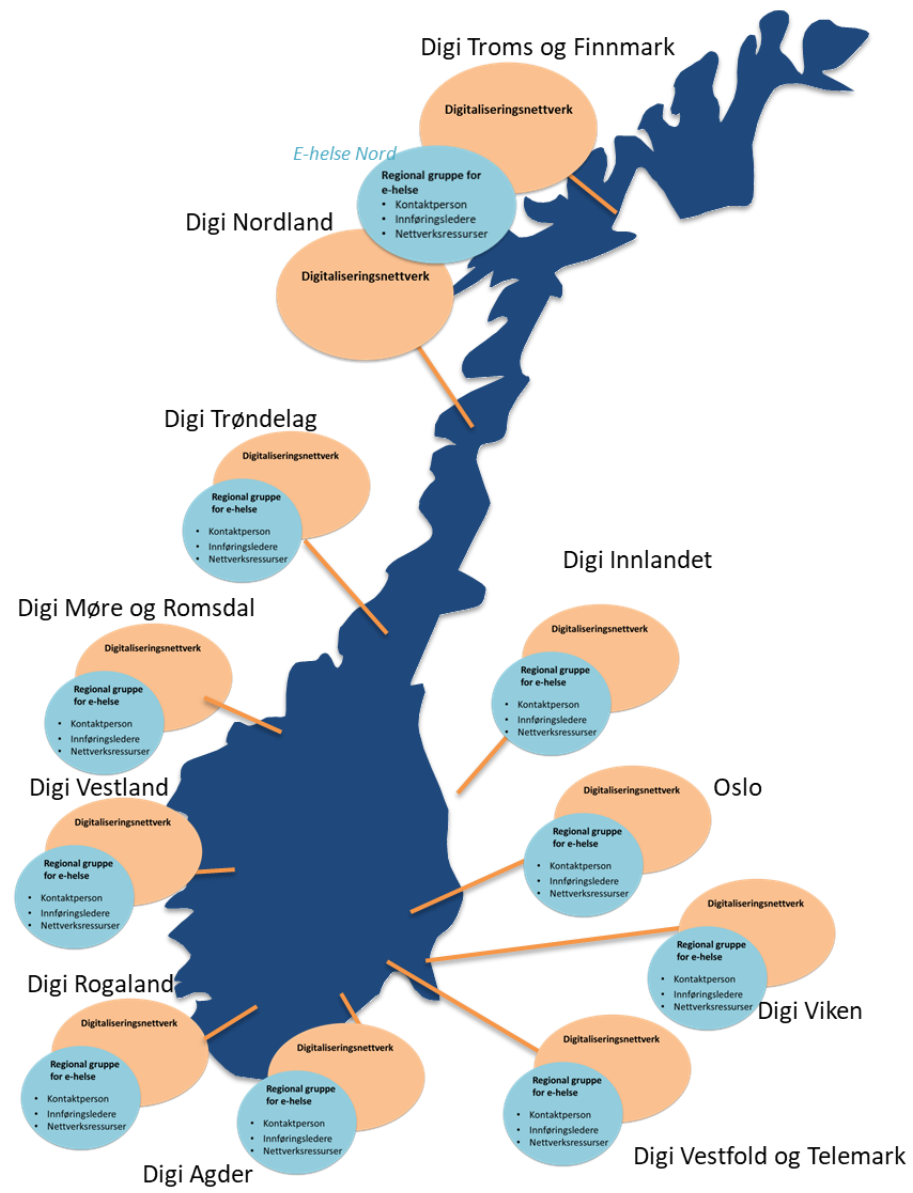 Digi Troms og Finnmark
Digitaliseringsnettverk
E-helse Nord
Regional gruppe for
e-helse
• Kontaktperson
• Innføringsledere
• Nettverksressurser
Digi Nordland
Digitaliseringsnettverk
Digi Trøndelag
Digitaliseringsnettverk
Regional gruppe
for e-helse
• Kontaktperson
• Innføringsledere
• Nettverksressurser
Digi Innlandet
Digitaliseringsnettverk
Regional gruppe
for e-helse
• Kontaktperson
• Innføringsledere
• Nettverksressurser
Digi Møre og Romsdal
Digitaliseringsnettverk
Regional gruppe
for e-helse
• Kontaktperson
• Innføringsledere
• Nettverksressurser
Digi Vestland
Digitaliseringsnettverk
Regional gruppe
for e-helse
• Kontaktperson
• Innføringsledere
• Nettverksressurser
Oslo
Digitaliseringsnettverk
Regional gruppe
for e-helse
• Kontaktperson
• Innføringsledere
• Nettverksressurser
Digitaliseringsnettverk
Regional gruppe
for e-helse
• Kontaktperson
• Innføringsledere
• Nettverksressurser
Digi Viken
Digi Rogaland
Digitaliseringsnettverk
Regional gruppe
for e-helse
• Kontaktperson
• Innføringsledere
• Nettverksressurser
Digitaliseringsnettverk
Regional gruppe
for e-helse
• Kontaktperson
• Innføringsledere
• Nettverksressurser
Digi Agder
Digitaliseringsnettverk
Regional gruppe
for e-helse
• Kontaktperson
• Innføringsledere
• Nettverksressurser
Digi Vestfold og Telemark